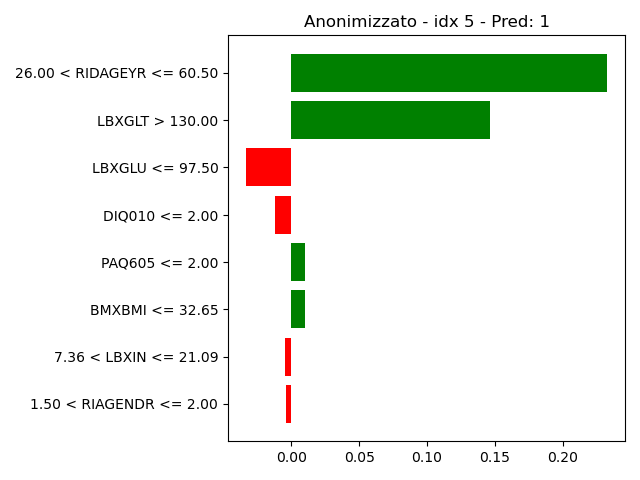 Anonimizzato - idx 5 - Pred: 1
26.00 < RIDAGEYR <= 60.50
LBXGLT > 130.00
LBXGLU <= 97.50
DIQ010 <= 2.00
PAQ605 <= 2.00
BMXBMI <= 32.65
7.36 < LBXIN <= 21.09
1.50 < RIAGENDR <= 2.00
0.00 0.05 0.10 0.15 0.20